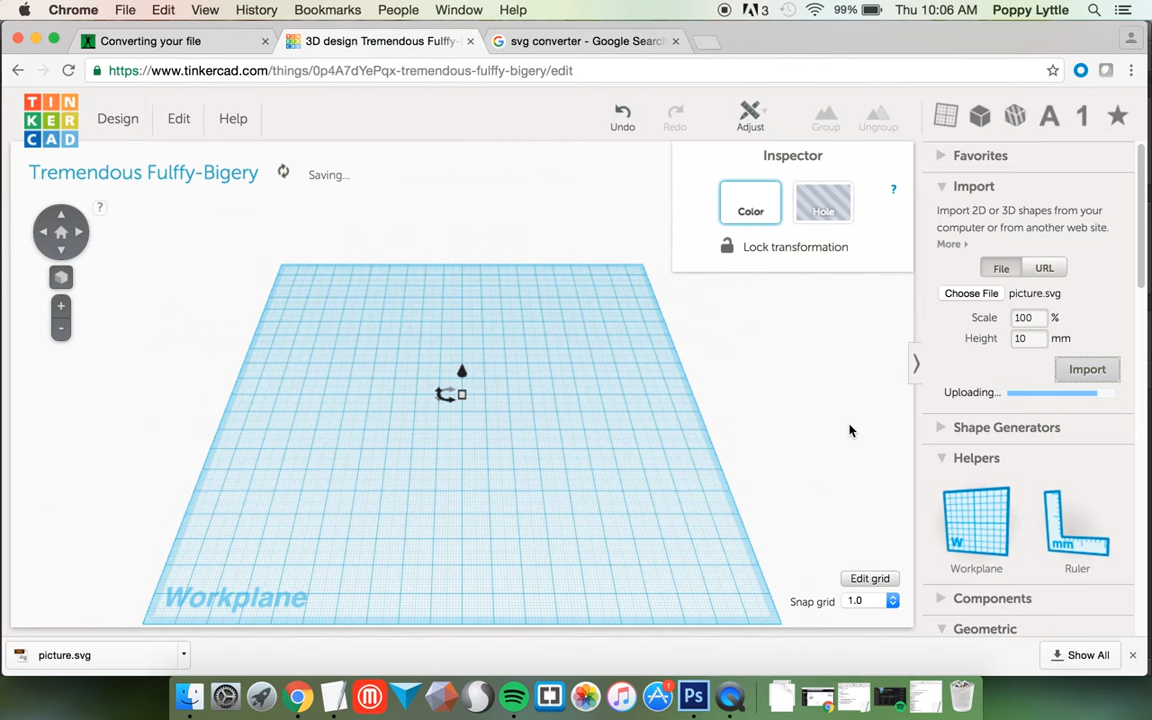 Chrome File Edit View History Bookmarks People Window Help
3 99% Thu 10:06 AM Poppy Lyttle
Converting your file × 3D design Tremendous Fulffy- × svg converter - Google Search ×
https://www.tinkercad.com/things/0p4A7dYePqx-tremendous-fulffy-bigery/edit
TIN
KER
CAD
Design Edit Help
Undo Redo Adjust Group Ungroup
A 1
Tremendous Fulffy-Bigery Saving...
?
Inspector
Color Hole ?
Lock transformation
+
-
Workplane
Edit grid
Snap grid 1.0
Favorites
Import
Import 2D or 3D shapes from your
computer or from another web site.
More
File URL
Choose File picture.svg
Scale 100 %
Height 10 mm
Import
Uploading...
Shape Generators
Helpers
W mm
Workplane Ruler
Components
Geometric
picture.svg Show All ×
Ps
1